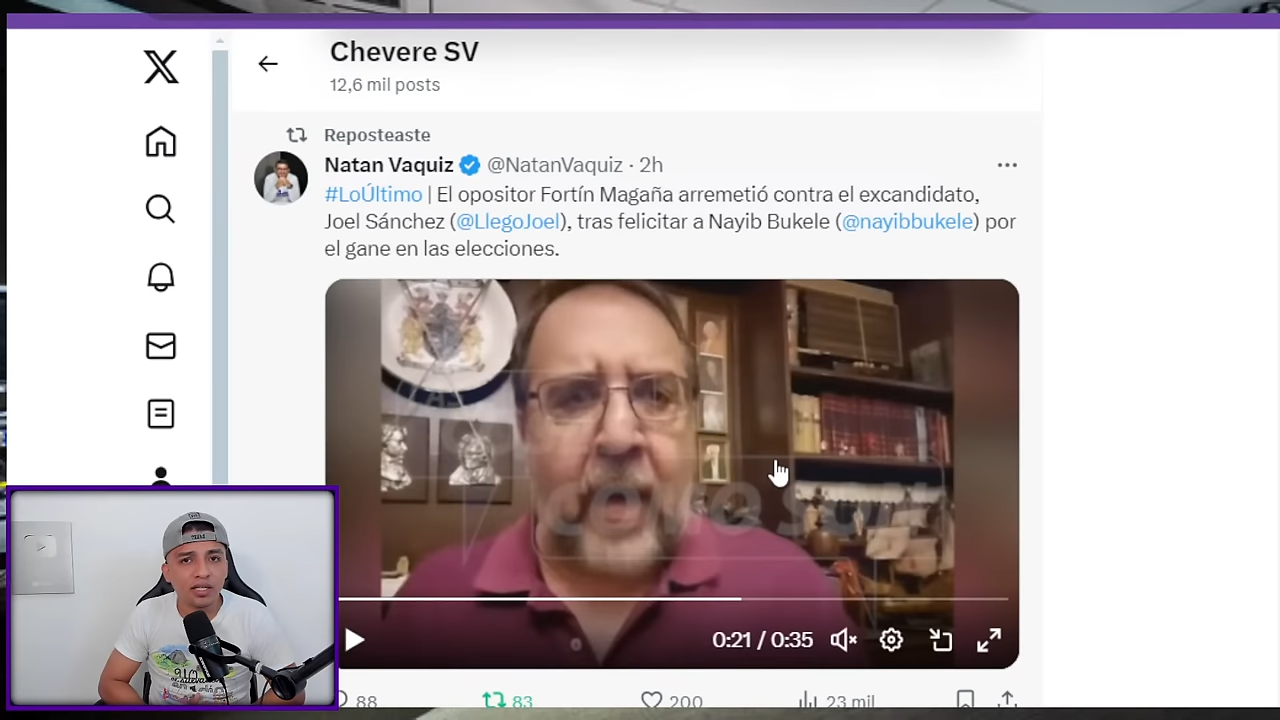 Chevere SV
12,6 mil posts
Reposteaste
Natan Vaquiz @NatanVaquiz · 2h
#LoÚltimo | El opositor Fortín Magaña arremetió contra el excandidato,
Joel Sánchez (@LlegoJoel), tras felicitar a Nayib Bukele (@nayibbukele) por
el gane en las elecciones.
0:21 / 0:35
88 83 200 23 mil